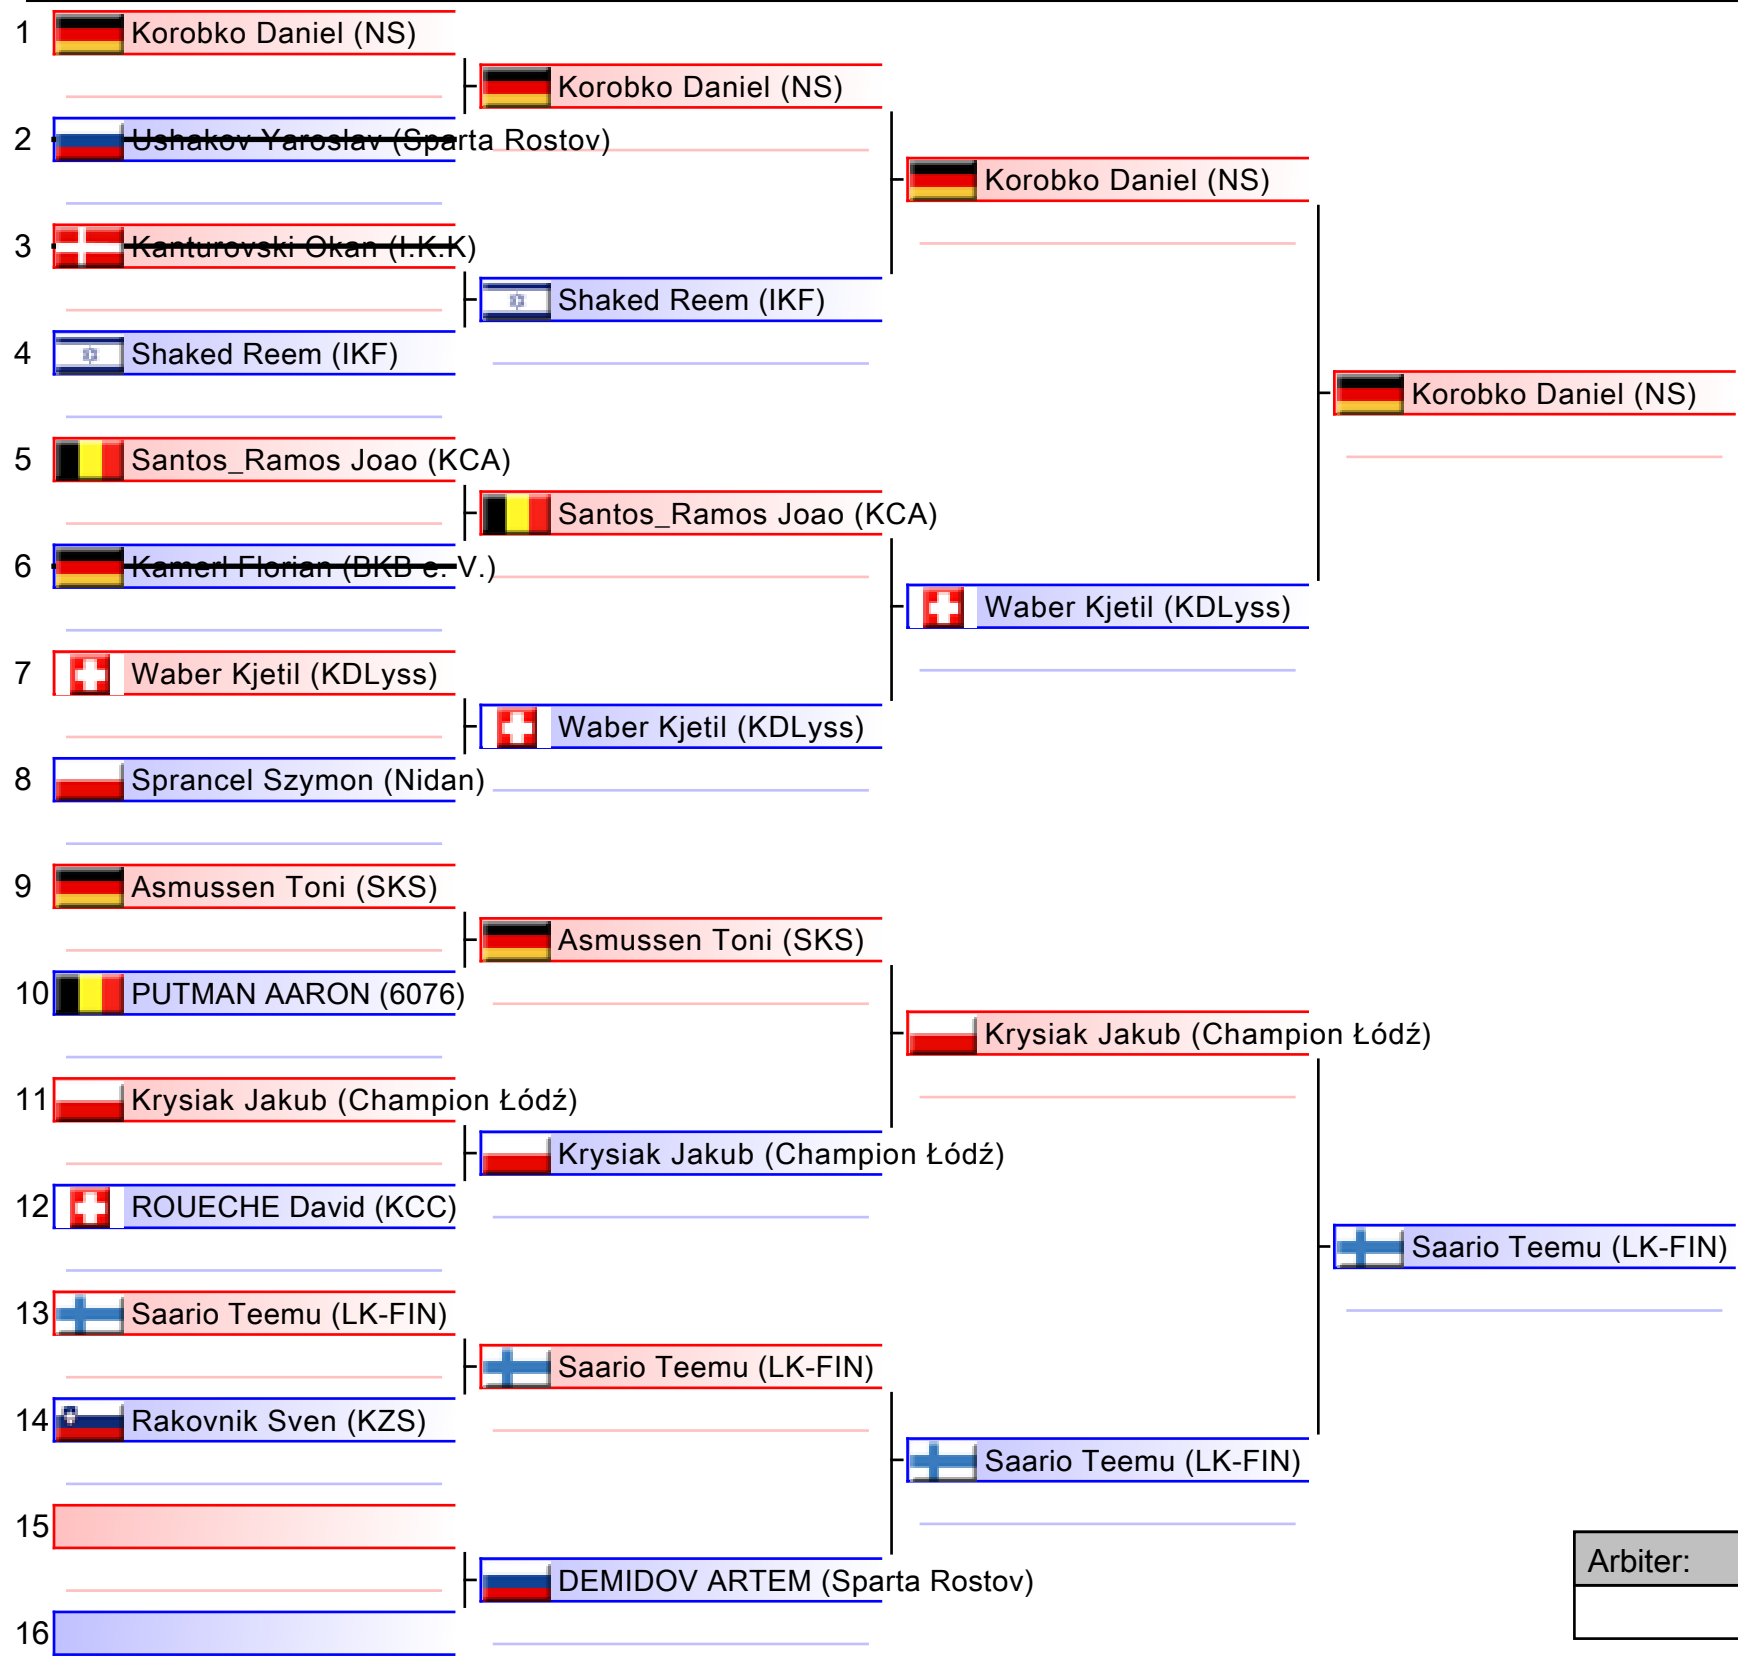 1 Korobko Daniel (NS)
Korobko Daniel (NS)
2 Ushakov Yaroslav (Sparta Rostov)
Korobko Daniel (NS)
3 Kanturovski Okan (I.K.K)
Shaked Reem (IKF)
4 Shaked Reem (IKF)
Korobko Daniel (NS)
5 Santos_Ramos Joao (KCA)
Santos_Ramos Joao (KCA)
6 Kamerl Florian (BKB e. V.)
Waber Kjetil (KDLyss)
7 Waber Kjetil (KDLyss)
Waber Kjetil (KDLyss)
8 Sprancel Szymon (Nidan)
9 Asmussen Toni (SKS)
Asmussen Toni (SKS)
10 PUTMAN AARON (6076)
Krysiak Jakub (Champion Łódź)
11 Krysiak Jakub (Champion Łódź)
Krysiak Jakub (Champion Łódź)
12 ROUECHE David (KCC)
Saario Teemu (LK-FIN)
13 Saario Teemu (LK-FIN)
Saario Teemu (LK-FIN)
14 Rakovnik Sven (KZS)
Saario Teemu (LK-FIN)
15
Arbiter:
DEMIDOV ARTEM (Sparta Rostov)
16